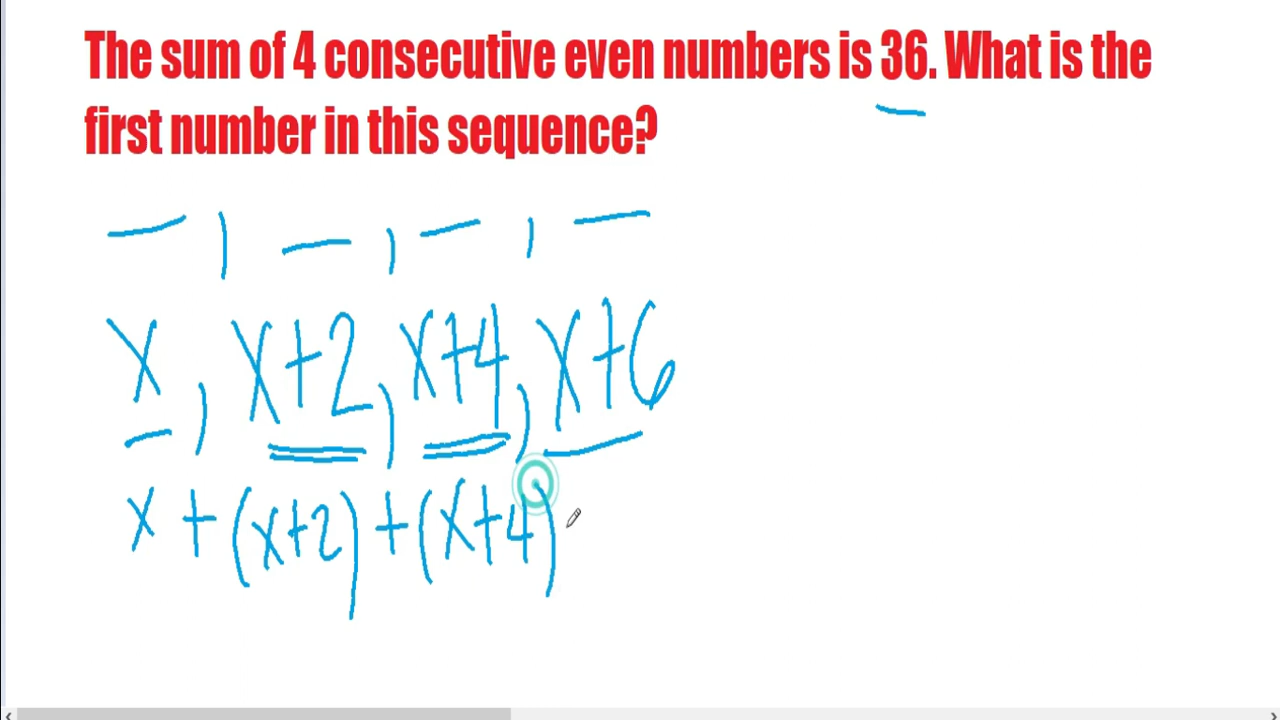 The sum of 4 consecutive even numbers is 36. What is the
first number in this sequence?
x, x+2, x+4, x+6
x + (x+2) + (x+4)